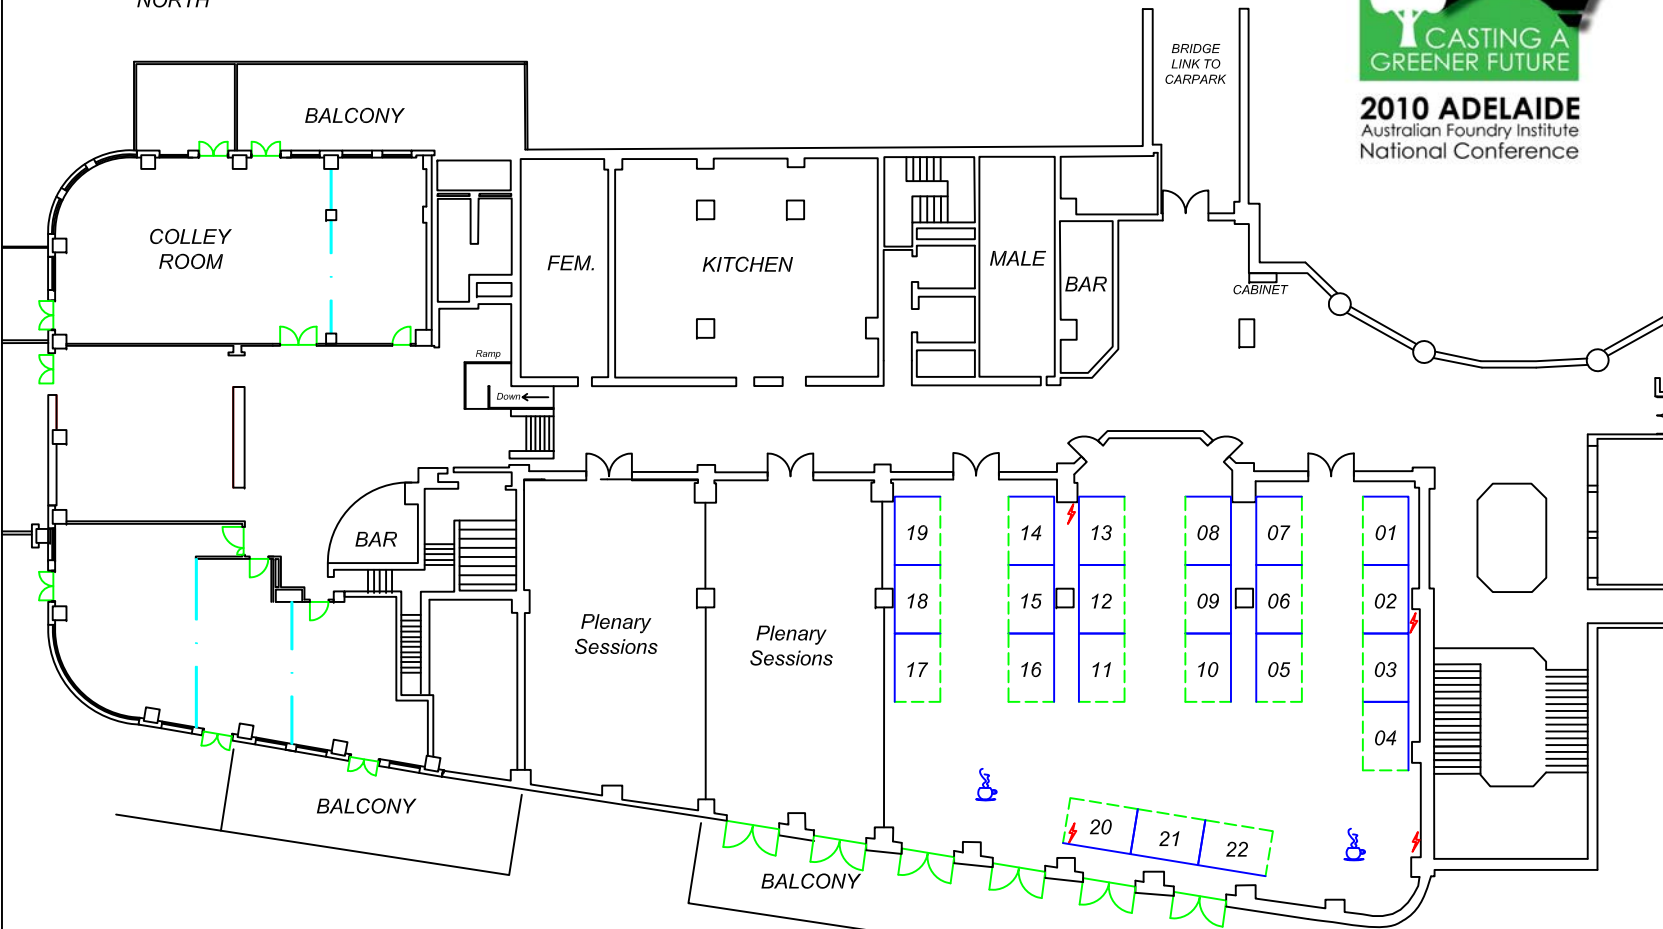 NORTH
CASTING A
GREENER FUTURE
2010 ADELAIDE
Australian Foundry Institute
National Conference
BRIDGE
LINK TO
CARPARK
BALCONY
COLLEY
ROOM
FEM.
KITCHEN
MALE
BAR
CABINET
Ramp
Down
BAR
Plenary
Sessions
Plenary
Sessions
19
14
13
08
07
01
18
15
12
09
06
02
17
16
11
10
05
03
04
BALCONY
20
21
22
BALCONY